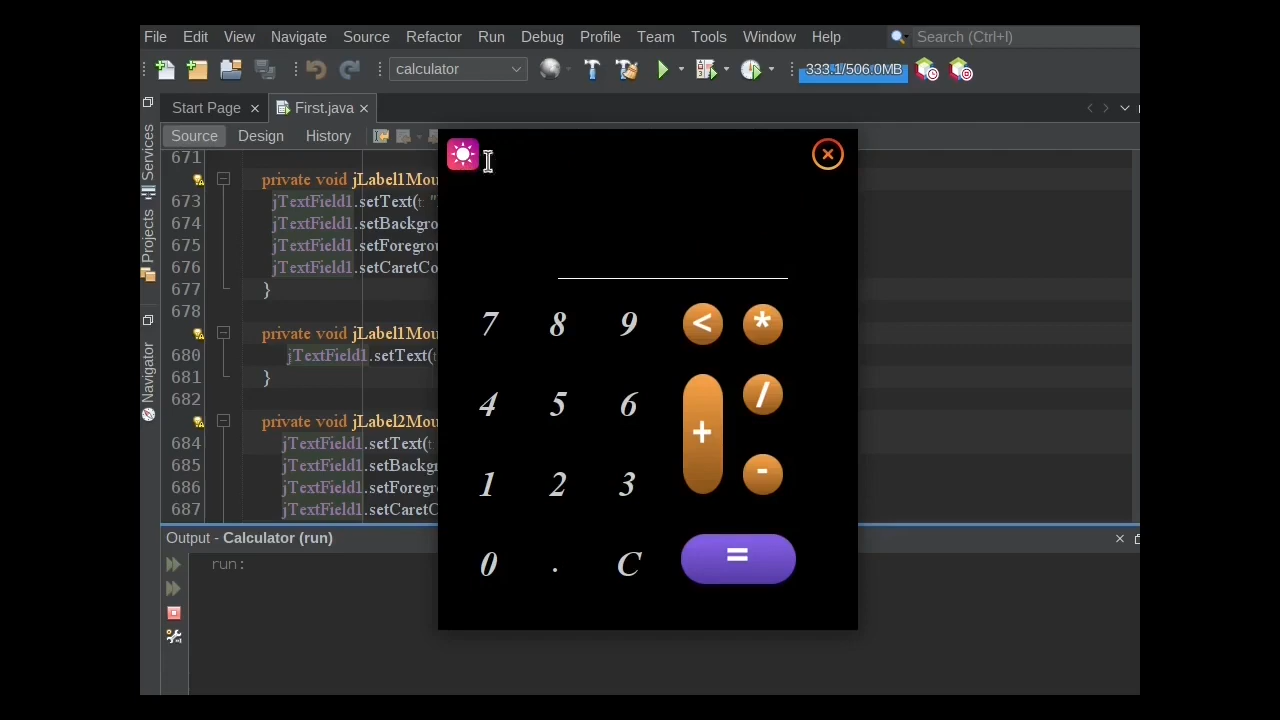 File Edit View Navigate Source Refactor Run Debug Profile Team Tools Window Help Search (Ctrl+I)
calculator 333.1/506.0MB
Start Page First.java
Source Design History
Services
Projects
Navigator
671
private void jLabel1Mou
673 jTextField1.setText(t: "
674 jTextField1.setBackgro
675 jTextField1.setForegrou
676 jTextField1.setCaretCo
677 }
678
private void jLabel1Mou
680 jTextField1.setText(t
681 }
682
private void jLabel2Mou
684 jTextField1.setText(t
685 jTextField1.setBackg
686 jTextField1.setForegr
687 jTextField1.setCaretC
7 8 9 < *
4 5 6 + /
1 2 3 -
0 . C =
Output - Calculator (run)
run: